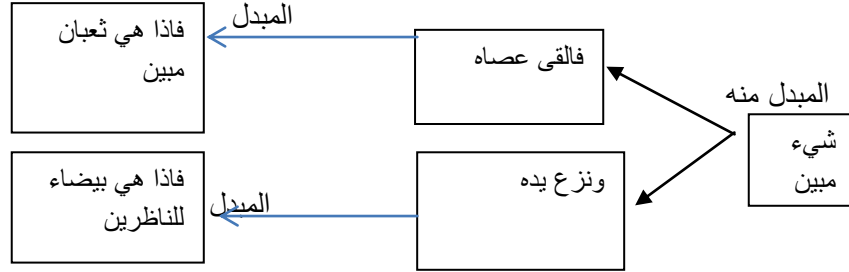 المبدل منه
شيء
مبين
فالقى عصاه
المبدل
فاذا هي ثعبان
مبين
ونزع يده
المبدل
فاذا هي بيضاء
للناظرين